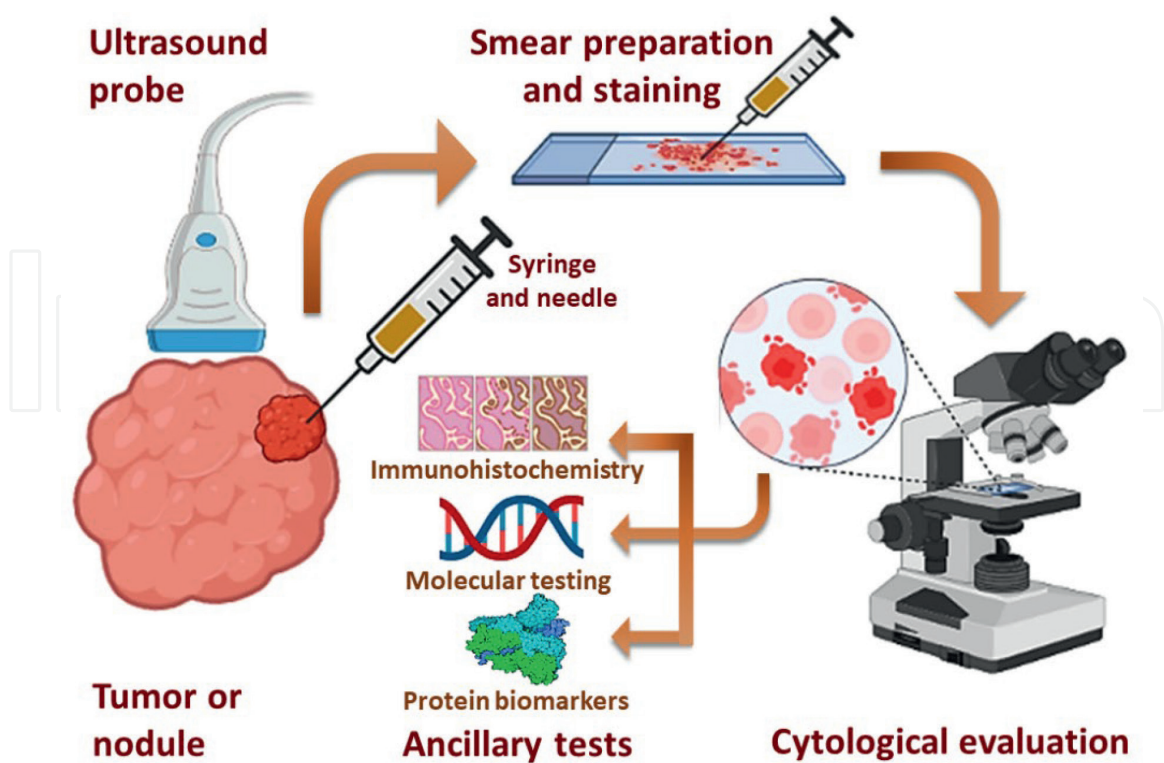 Ultrasound
probe
Smear preparation
and staining
Syringe
and needle
Immunohistochemistry
Molecular testing
Protein biomarkers
Tumor or
nodule
Ancillary tests
Cytological evaluation